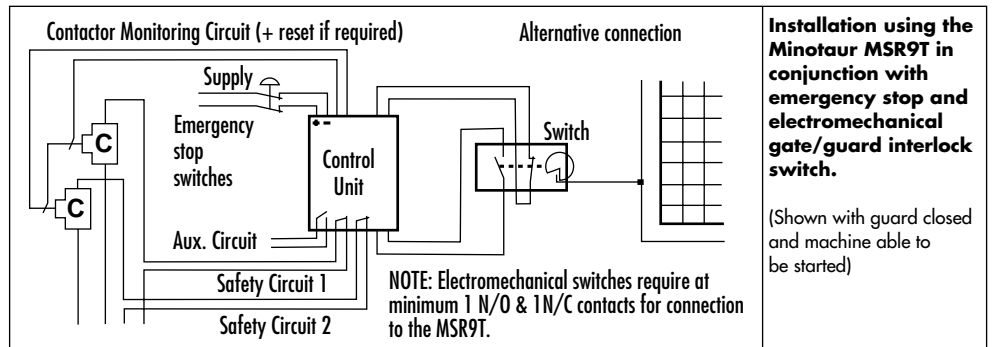 Contactor Monitoring Circuit (+ reset if required)
Alternative connection
Supply
Emergency
stop
switches
+ -
Control
Unit
Switch
C
C
Aux. Circuit
Safety Circuit 1
Safety Circuit 2
NOTE: Electromechanical switches require at
minimum 1 N/O & 1N/C contacts for connection
to the MSR9T.
Installation using the
Minotaur MSR9T in
conjunction with
emergency stop and
electromechanical
gate/guard interlock
switch.
(Shown with guard closed
and machine able to
be started)